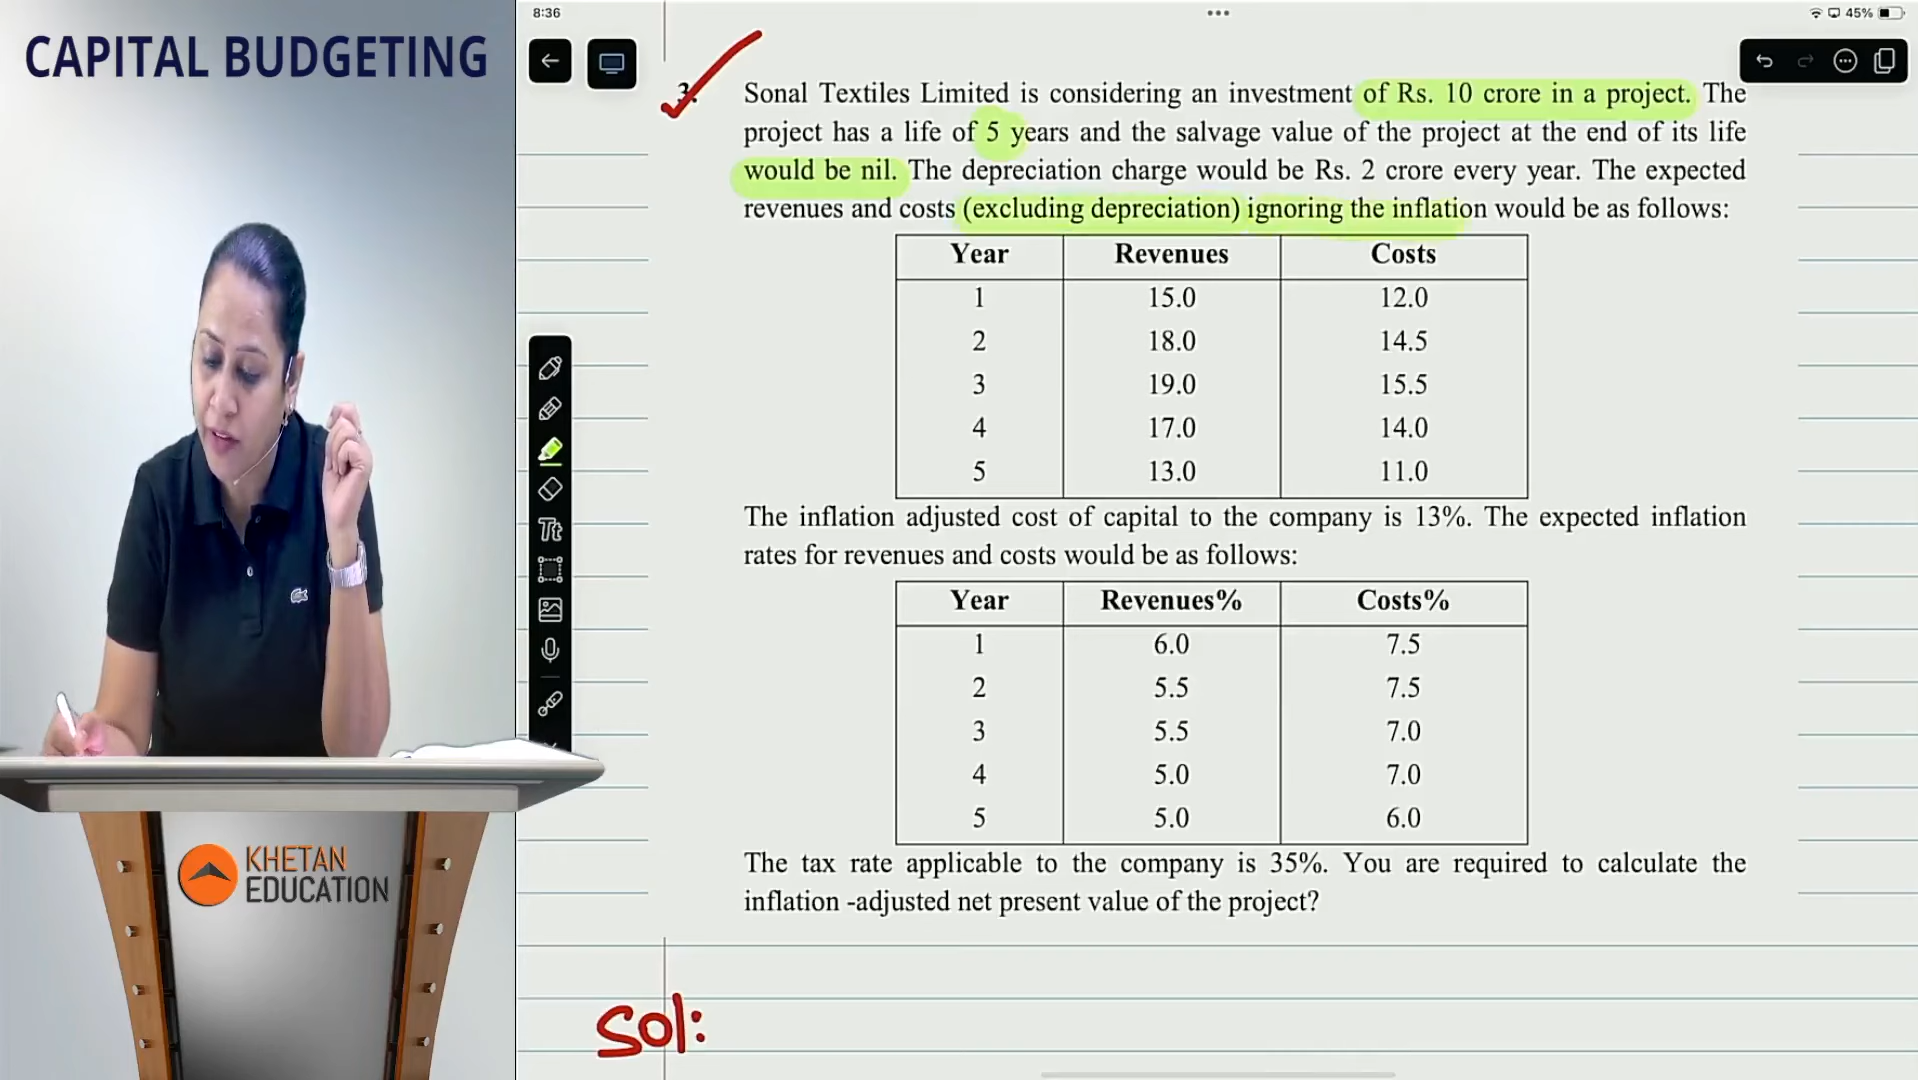 CAPITAL BUDGETING
8:36
45%
3. Sonal Textiles Limited is considering an investment of Rs. 10 crore in a project. The
project has a life of 5 years and the salvage value of the project at the end of its life
would be nil. The depreciation charge would be Rs. 2 crore every year. The expected
revenues and costs (excluding depreciation) ignoring the inflation would be as follows:
Year Revenues Costs
1 15.0 12.0
2 18.0 14.5
3 19.0 15.5
4 17.0 14.0
5 13.0 11.0
The inflation adjusted cost of capital to the company is 13%. The expected inflation
rates for revenues and costs would be as follows:
Year Revenues% Costs%
1 6.0 7.5
2 5.5 7.5
3 5.5 7.0
4 5.0 7.0
5 5.0 6.0
The tax rate applicable to the company is 35%. You are required to calculate the
inflation -adjusted net present value of the project?
Sol:
Tt
KHETAN
EDUCATION